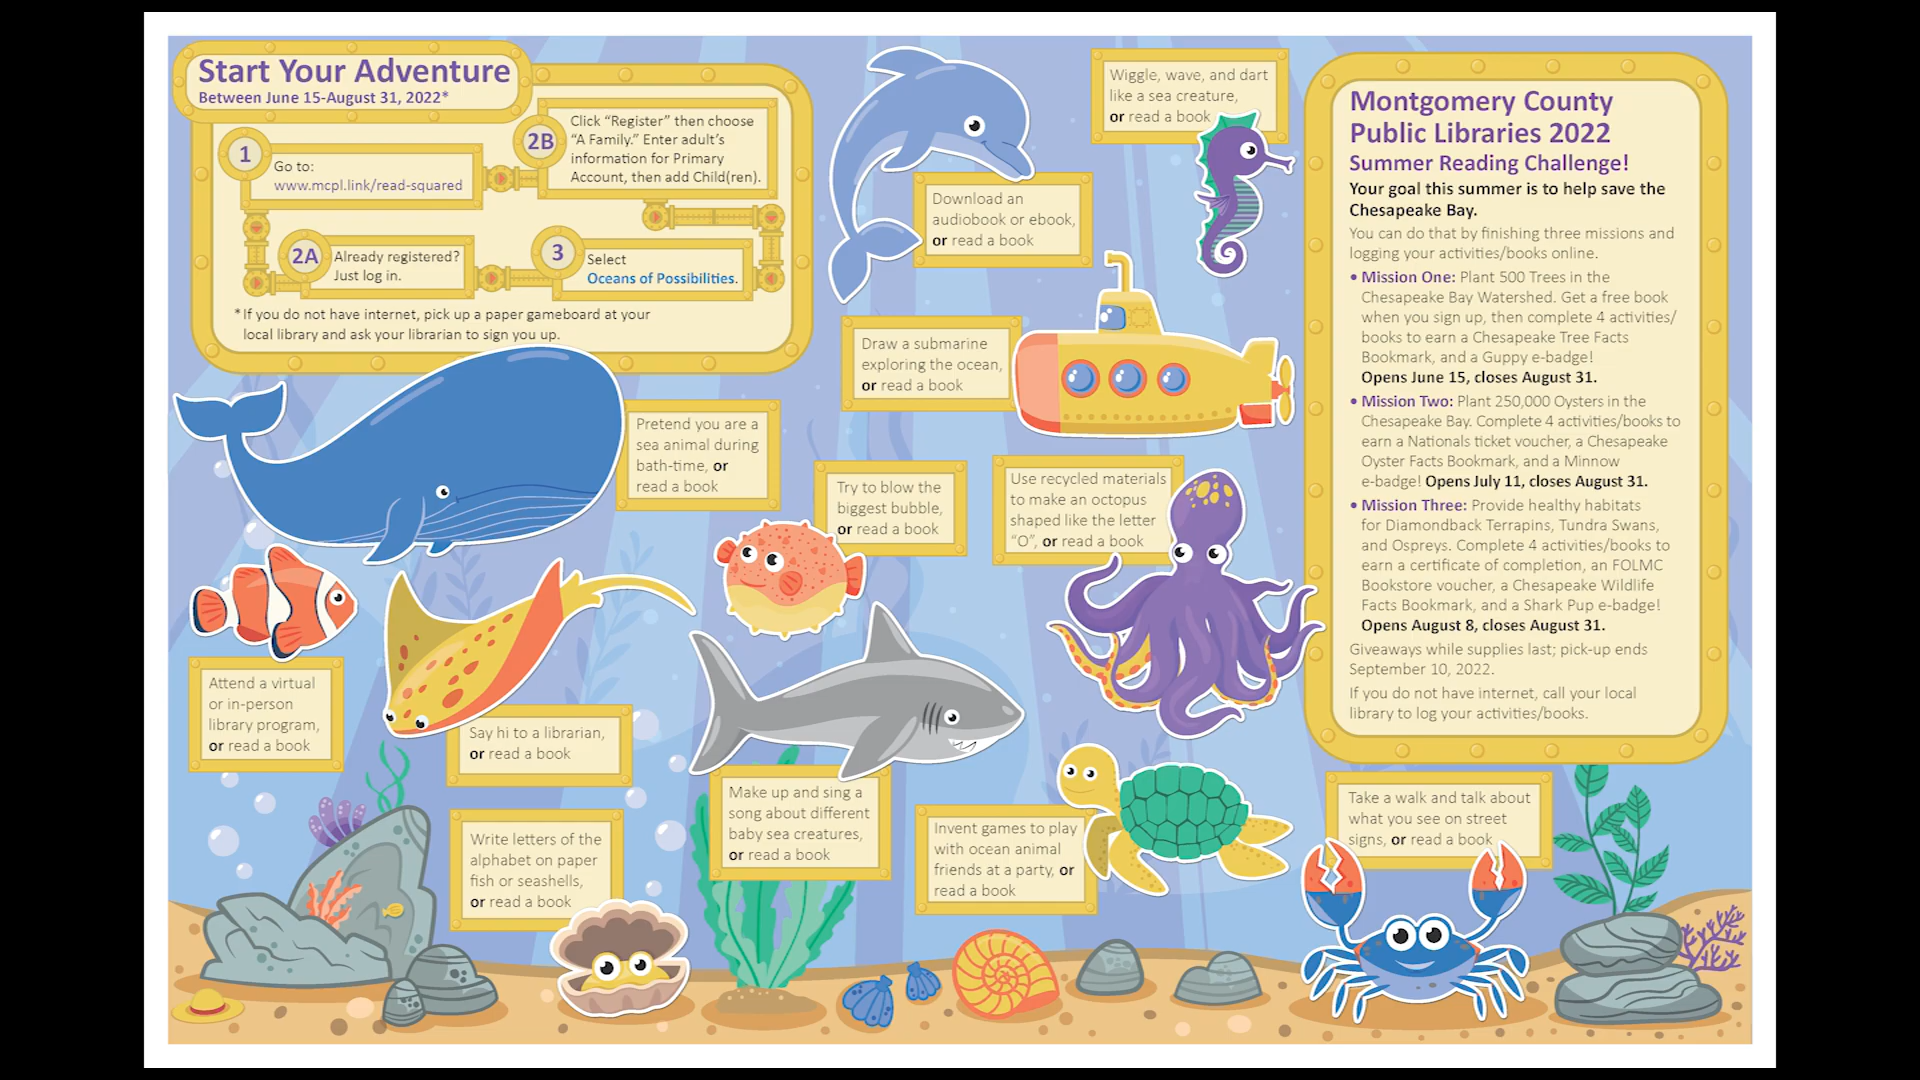 Start Your Adventure
Between June 15-August 31, 2022*
1
Go to:
www.mcpl.link/read-squared
2B
Click “Register” then choose
“A Family.” Enter adult’s
information for Primary
Account, then add Child(ren).
2A
Already registered?
Just log in.
3
Select
Oceans of Possibilities.
*If you do not have internet, pick up a paper gameboard at your
local library and ask your librarian to sign you up.
Wiggle, wave, and dart
like a sea creature,
or read a book
Download an
audiobook or ebook,
or read a book
Draw a submarine
exploring the ocean,
or read a book
Pretend you are a
sea animal during
bath-time, or
read a book
Try to blow the
biggest bubble,
or read a book
Use recycled materials
to make an octopus
shaped like the letter
“O”, or read a book
Attend a virtual
or in-person
library program,
or read a book
Say hi to a librarian,
or read a book
Write letters of the
alphabet on paper
fish or seashells,
or read a book
Make up and sing a
song about different
baby sea creatures,
or read a book
Invent games to play
with ocean animal
friends at a party, or
read a book
Take a walk and talk about
what you see on street
signs, or read a book
Montgomery County
Public Libraries 2022
Summer Reading Challenge!
Your goal this summer is to help save the
Chesapeake Bay.
You can do that by finishing three missions and
logging your activities/books online.
• Mission One: Plant 500 Trees in the
Chesapeake Bay Watershed. Get a free book
when you sign up, then complete 4 activities/
books to earn a Chesapeake Tree Facts
Bookmark, and a Guppy e-badge!
Opens June 15, closes August 31.
• Mission Two: Plant 250,000 Oysters in the
Chesapeake Bay. Complete 4 activities/books to
earn a Nationals ticket voucher, a Chesapeake
Oyster Facts Bookmark, and a Minnow
e-badge! Opens July 11, closes August 31.
• Mission Three: Provide healthy habitats
for Diamondback Terrapins, Tundra Swans,
and Ospreys. Complete 4 activities/books to
earn a certificate of completion, an FOLMC
Bookstore voucher, a Chesapeake Wildlife
Facts Bookmark, and a Shark Pup e-badge!
Opens August 8, closes August 31.
Giveaways while supplies last; pick-up ends
September 10, 2022.
If you do not have internet, call your local
library to log your activities/books.